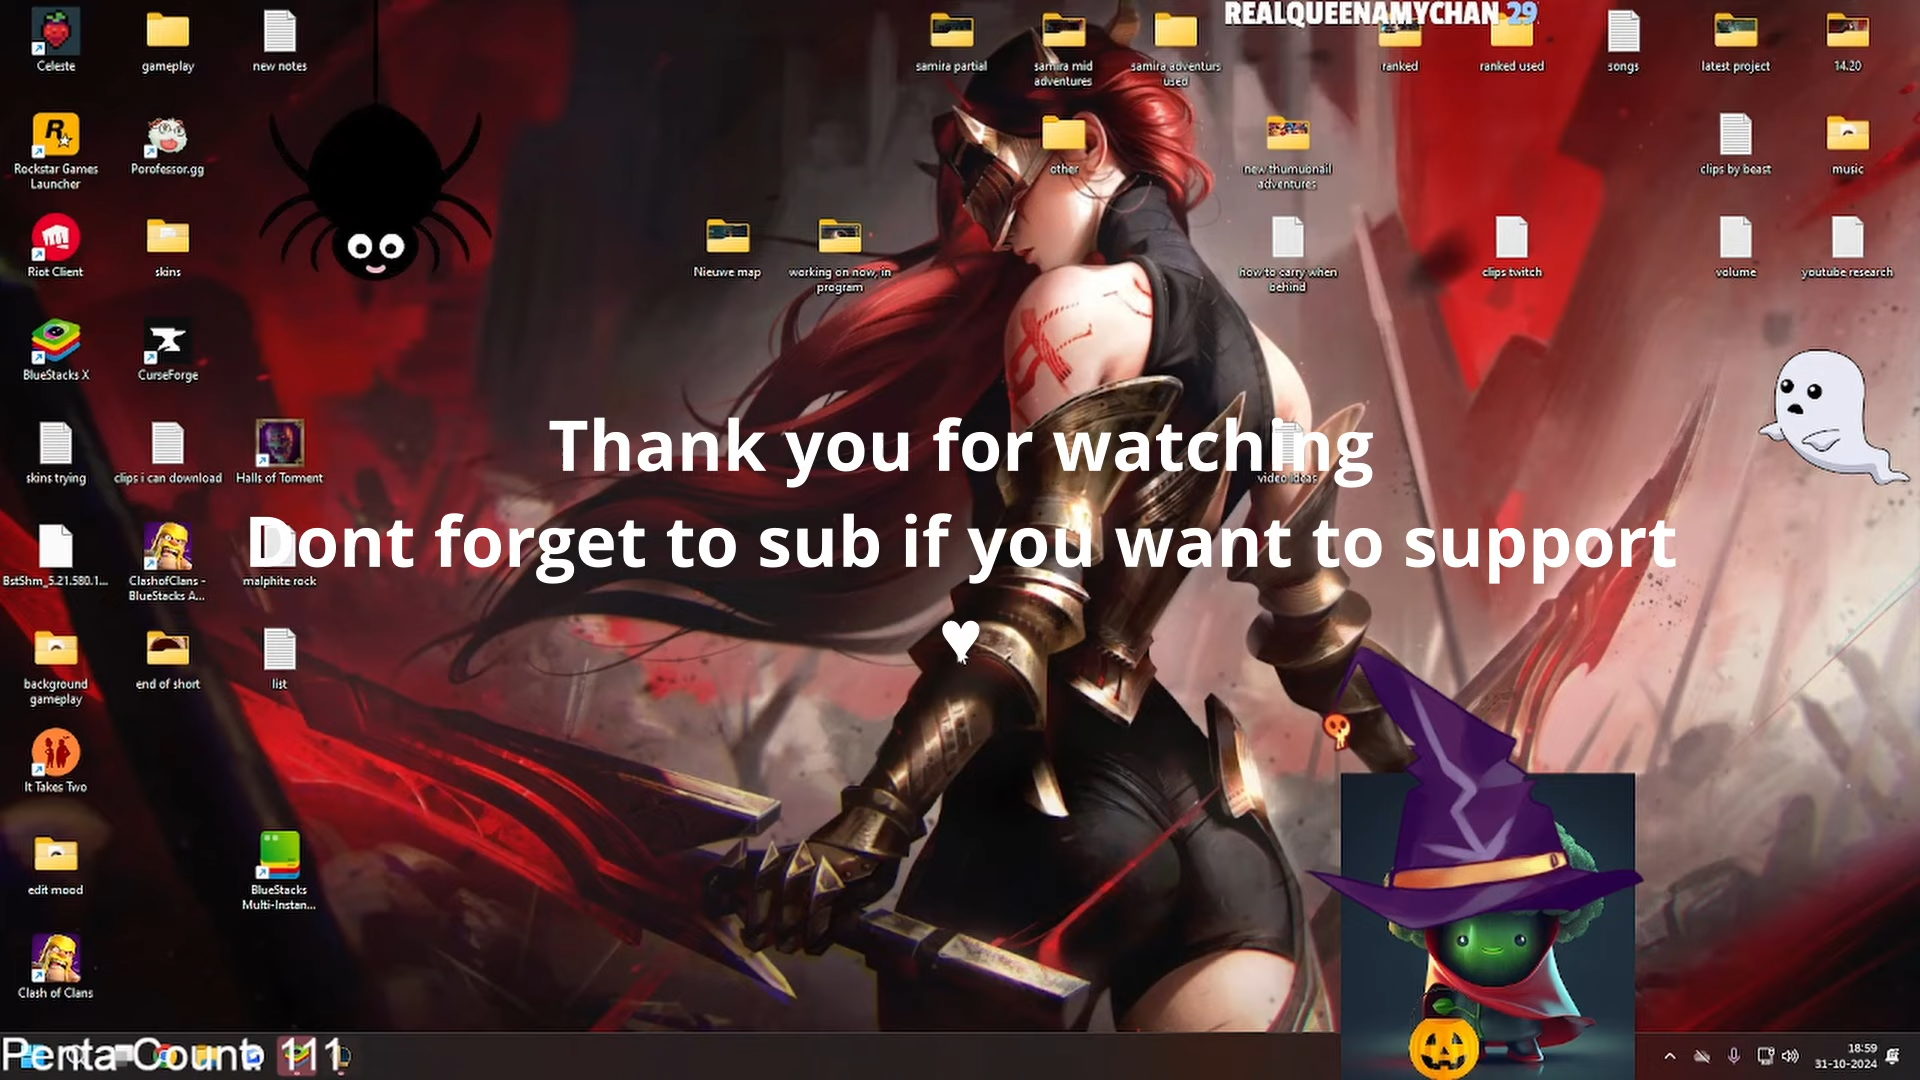 REALQUEENAMYCHAN 29
Celeste
gameplay
new notes
samira partial
samira mid
adventures
samira adventurs
used
ranked
ranked used
songs
latest project
14.20
Rockstar Games
Launcher
Porofessor.gg
other
new thumubnail
adventures
clips by beast
music
Riot Client
skins
Nieuwe map
working on now, in
program
how to carry when
behind
clips twitch
volume
youtube research
BlueStacks X
CurseForge
Thank you for watching
skins trying
clips i can download
Halls of Torment
video ideas
Dont forget to sub if you want to support
♥
BstShm_5.21.580.1...
ClashofClans -
BlueStacks A...
malphite rock
background
gameplay
end of short
list
It Takes Two
edit mood
BlueStacks
Multi-Instan...
Clash of Clans
Penta Count: 111
18:59
31-10-2024